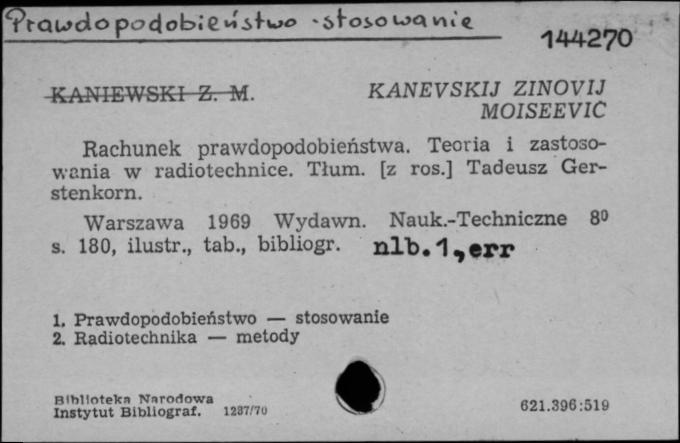 Prawdopodobieństwo - stosowanie
144270
KANIEWSKI Z. M.
KANEVSKIJ ZINOVIJ
MOISEEVIČ
Rachunek prawdopodobieństwa. Teoria i zastoso-
wania w radiotechnice. Tłum. [z ros.] Tadeusz Ger-
stenkorn.
Warszawa 1969 Wydawn. Nauk.-Techniczne 8⁰
s. 180, ilustr., tab., bibliogr. nlb.1,err
1. Prawdopodobieństwo — stosowanie
2. Radiotechnika — metody
Biblioteka Narodowa
Instytut Bibliograf. 1237/70
621.396:519